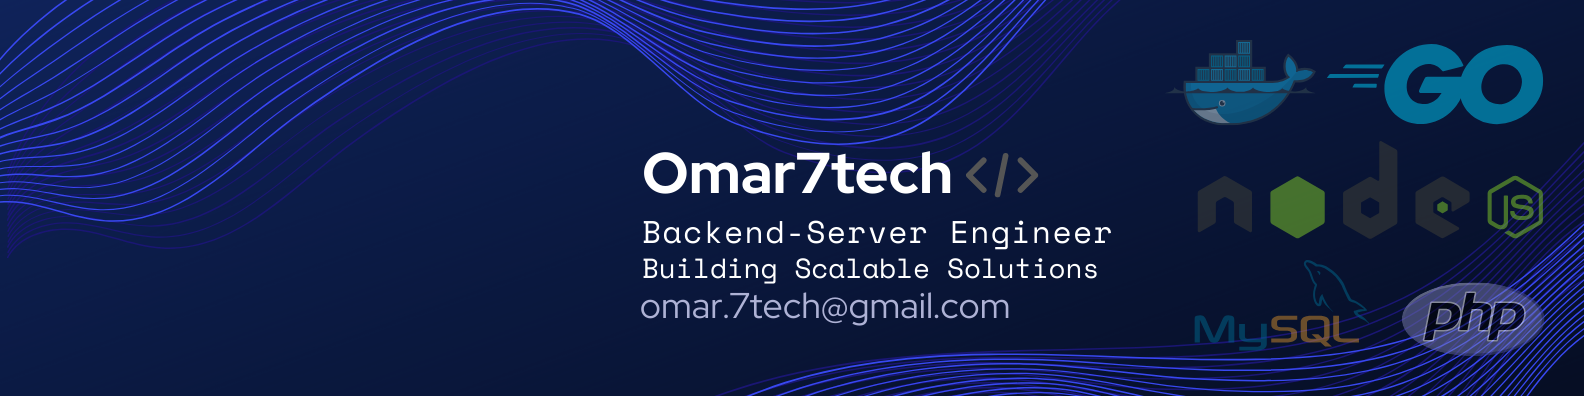 Omar7tech </>
Backend-Server Engineer
Building Scalable Solutions
omar.7tech@gmail.com
GO
node JS
MySQL
php